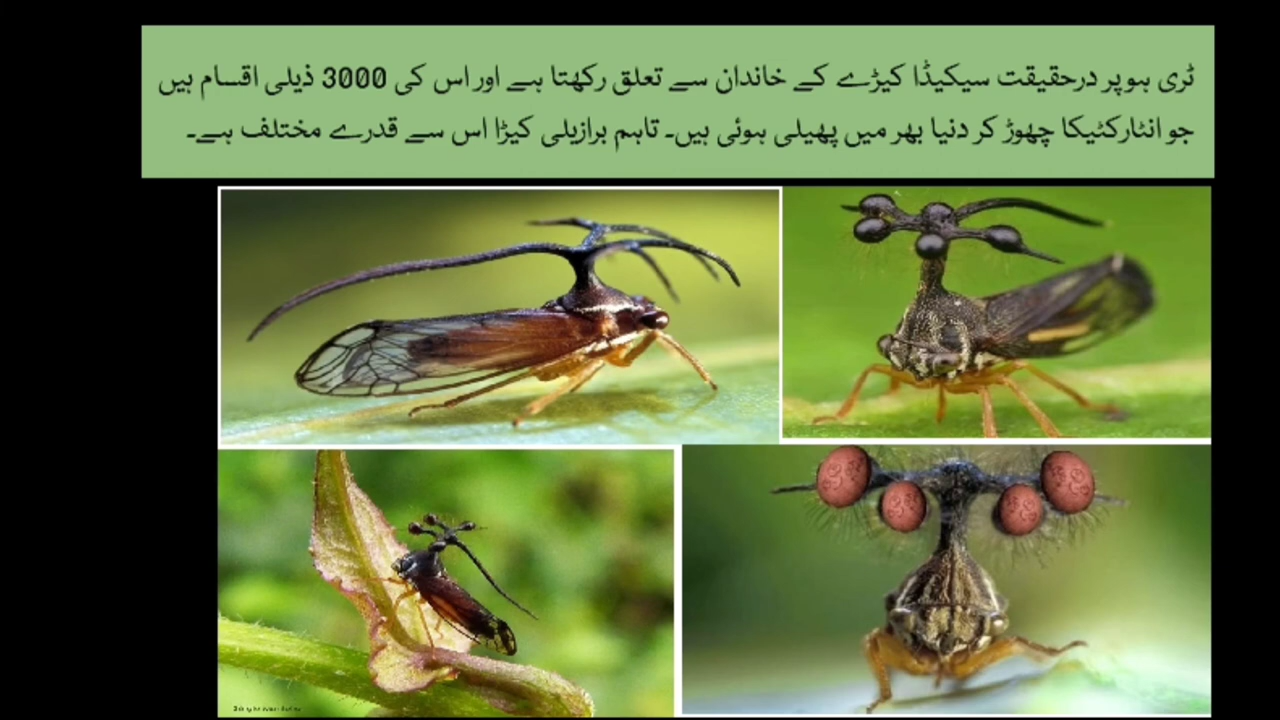 ٹری ہوپر درحقیقت سیکیڈا کیڑے کے خاندان سے تعلق رکھتا ہے اور اس کی 3000 ذیلی اقسام ہیں
جو انٹارکٹیکا چھوڑ کر دنیا بھر میں پھیلی ہوئی ہیں۔ تاہم برازیلی کیڑا اس سے قدرے مختلف ہے۔